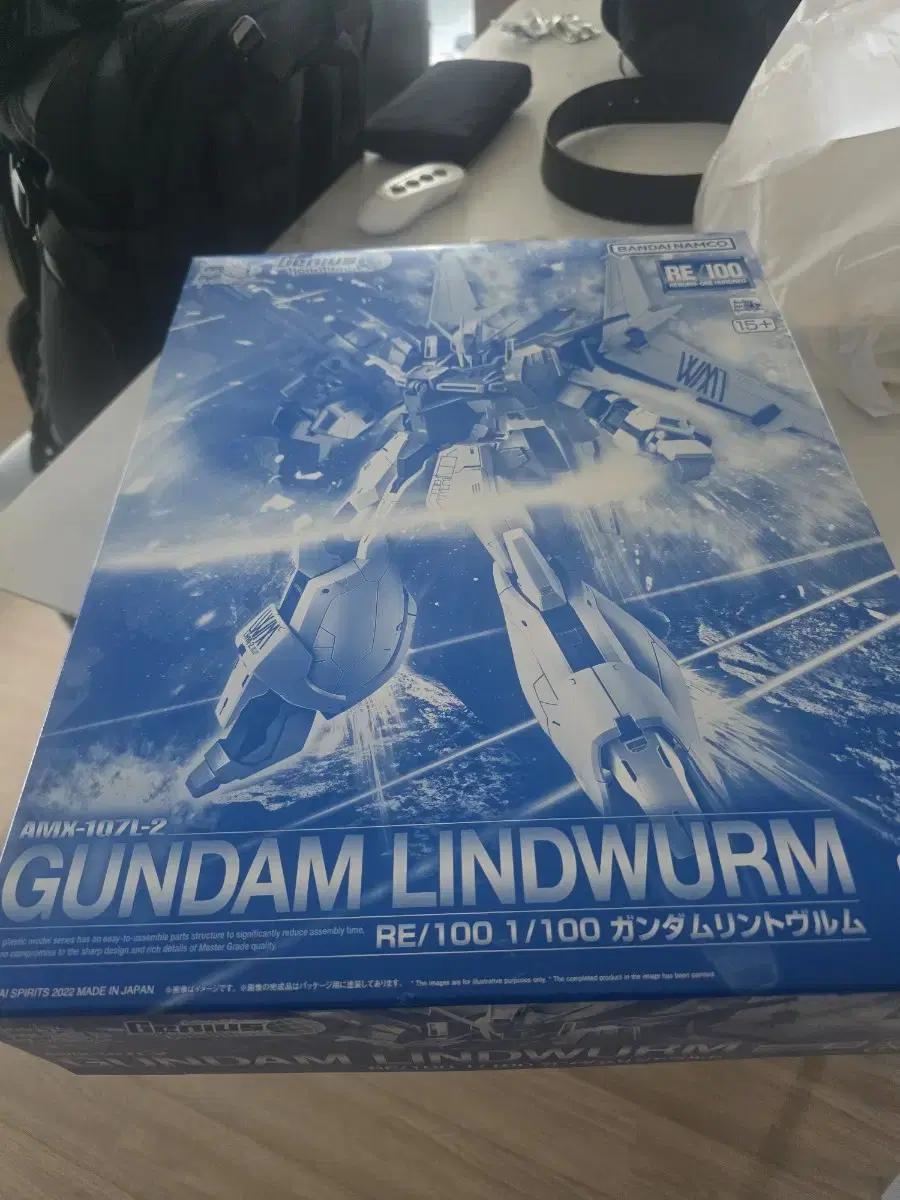 BANDAI NAMCO
RE/100
15+
WM1
WM1
AMX-107L-2
GUNDAM LINDWURM
plastic model series has an easy-to-assemble parts structure to significantly reduce assembly time,
no compromise to the sharp design and rich details of Master Grade quality.
RE/100 1/100 ガンダムリントヴルム
AI SPIRITS 2022 MADE IN JAPAN ※画像はイメージです。※画像の完成品はパッケージ用に塗装してあります。 * The images are for illustrative purposes only. * The completed product in the image has been painted.
GUNDAM LINDWURM